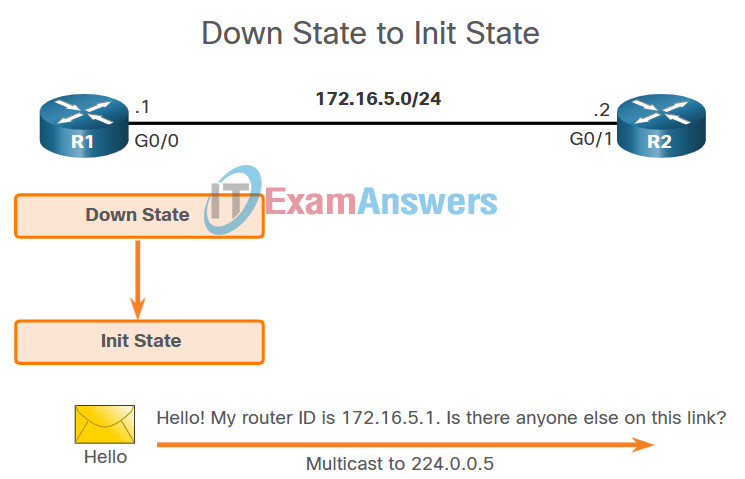 Down State to Init State
172.16.5.0/24
.1
.2
R1
G0/0
G0/1
R2
ITExamAnswers
Down State
Init State
Hello! My router ID is 172.16.5.1. Is there anyone else on this link?
Hello
Multicast to 224.0.0.5